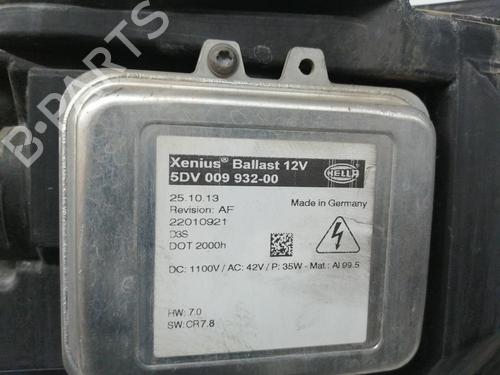 B-PARTS
Xenius® Ballast 12V
5DV 009 932-00
HELLA
25.10.13
Made in Germany
Revision: AF
22010921
D3S
DOT 2000h
DC: 1100V / AC: 42V / P: 35W - Mat.: Al 99.5
HW: 7.0
SW: CR7.8